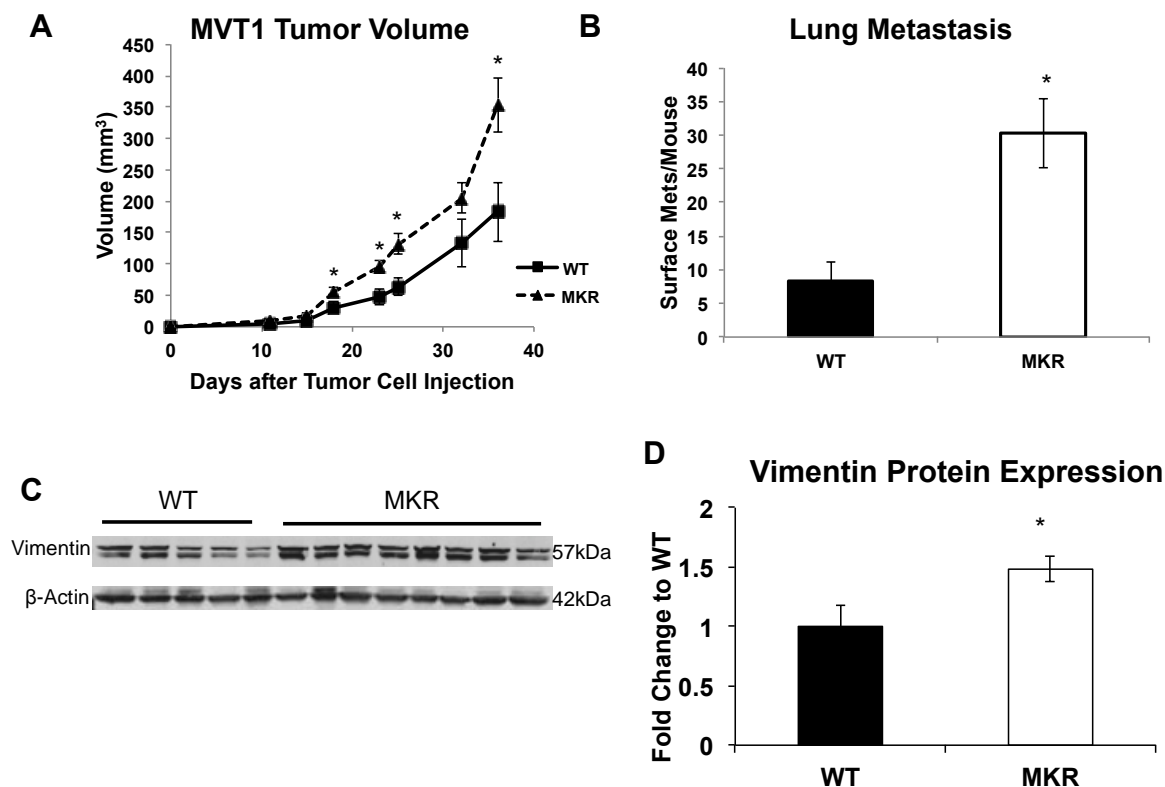 A
MVT1 Tumor Volume
*
450
400
350
300
250
200
150
100
50
0
Volume (mm³)
*
*
*
WT
MKR
0
10
20
30
40
Days after Tumor Cell Injection
B
Lung Metastasis
40
35
30
25
20
15
10
5
0
Surface Mets/Mouse
*
WT
MKR
C
WT
MKR
Vimentin
57kDa
β-Actin
42kDa
D
Vimentin Protein Expression
2
1.5
1
0.5
0
Fold Change to WT
*
WT
MKR